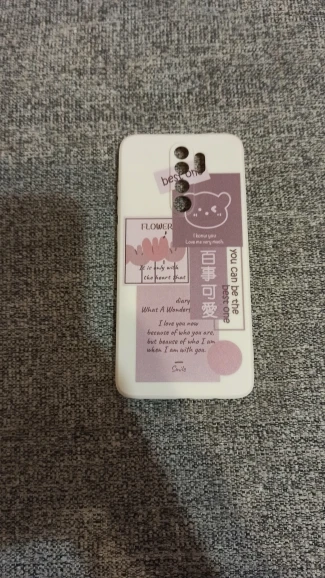 best one
I know you
Love me very much.
FLOWER
It is only with
the heart that
百事可愛
you can be the
best one
diary
What A Wonder
I love you now
because of who you are,
but beause of who I am
when I am with you.
Smile